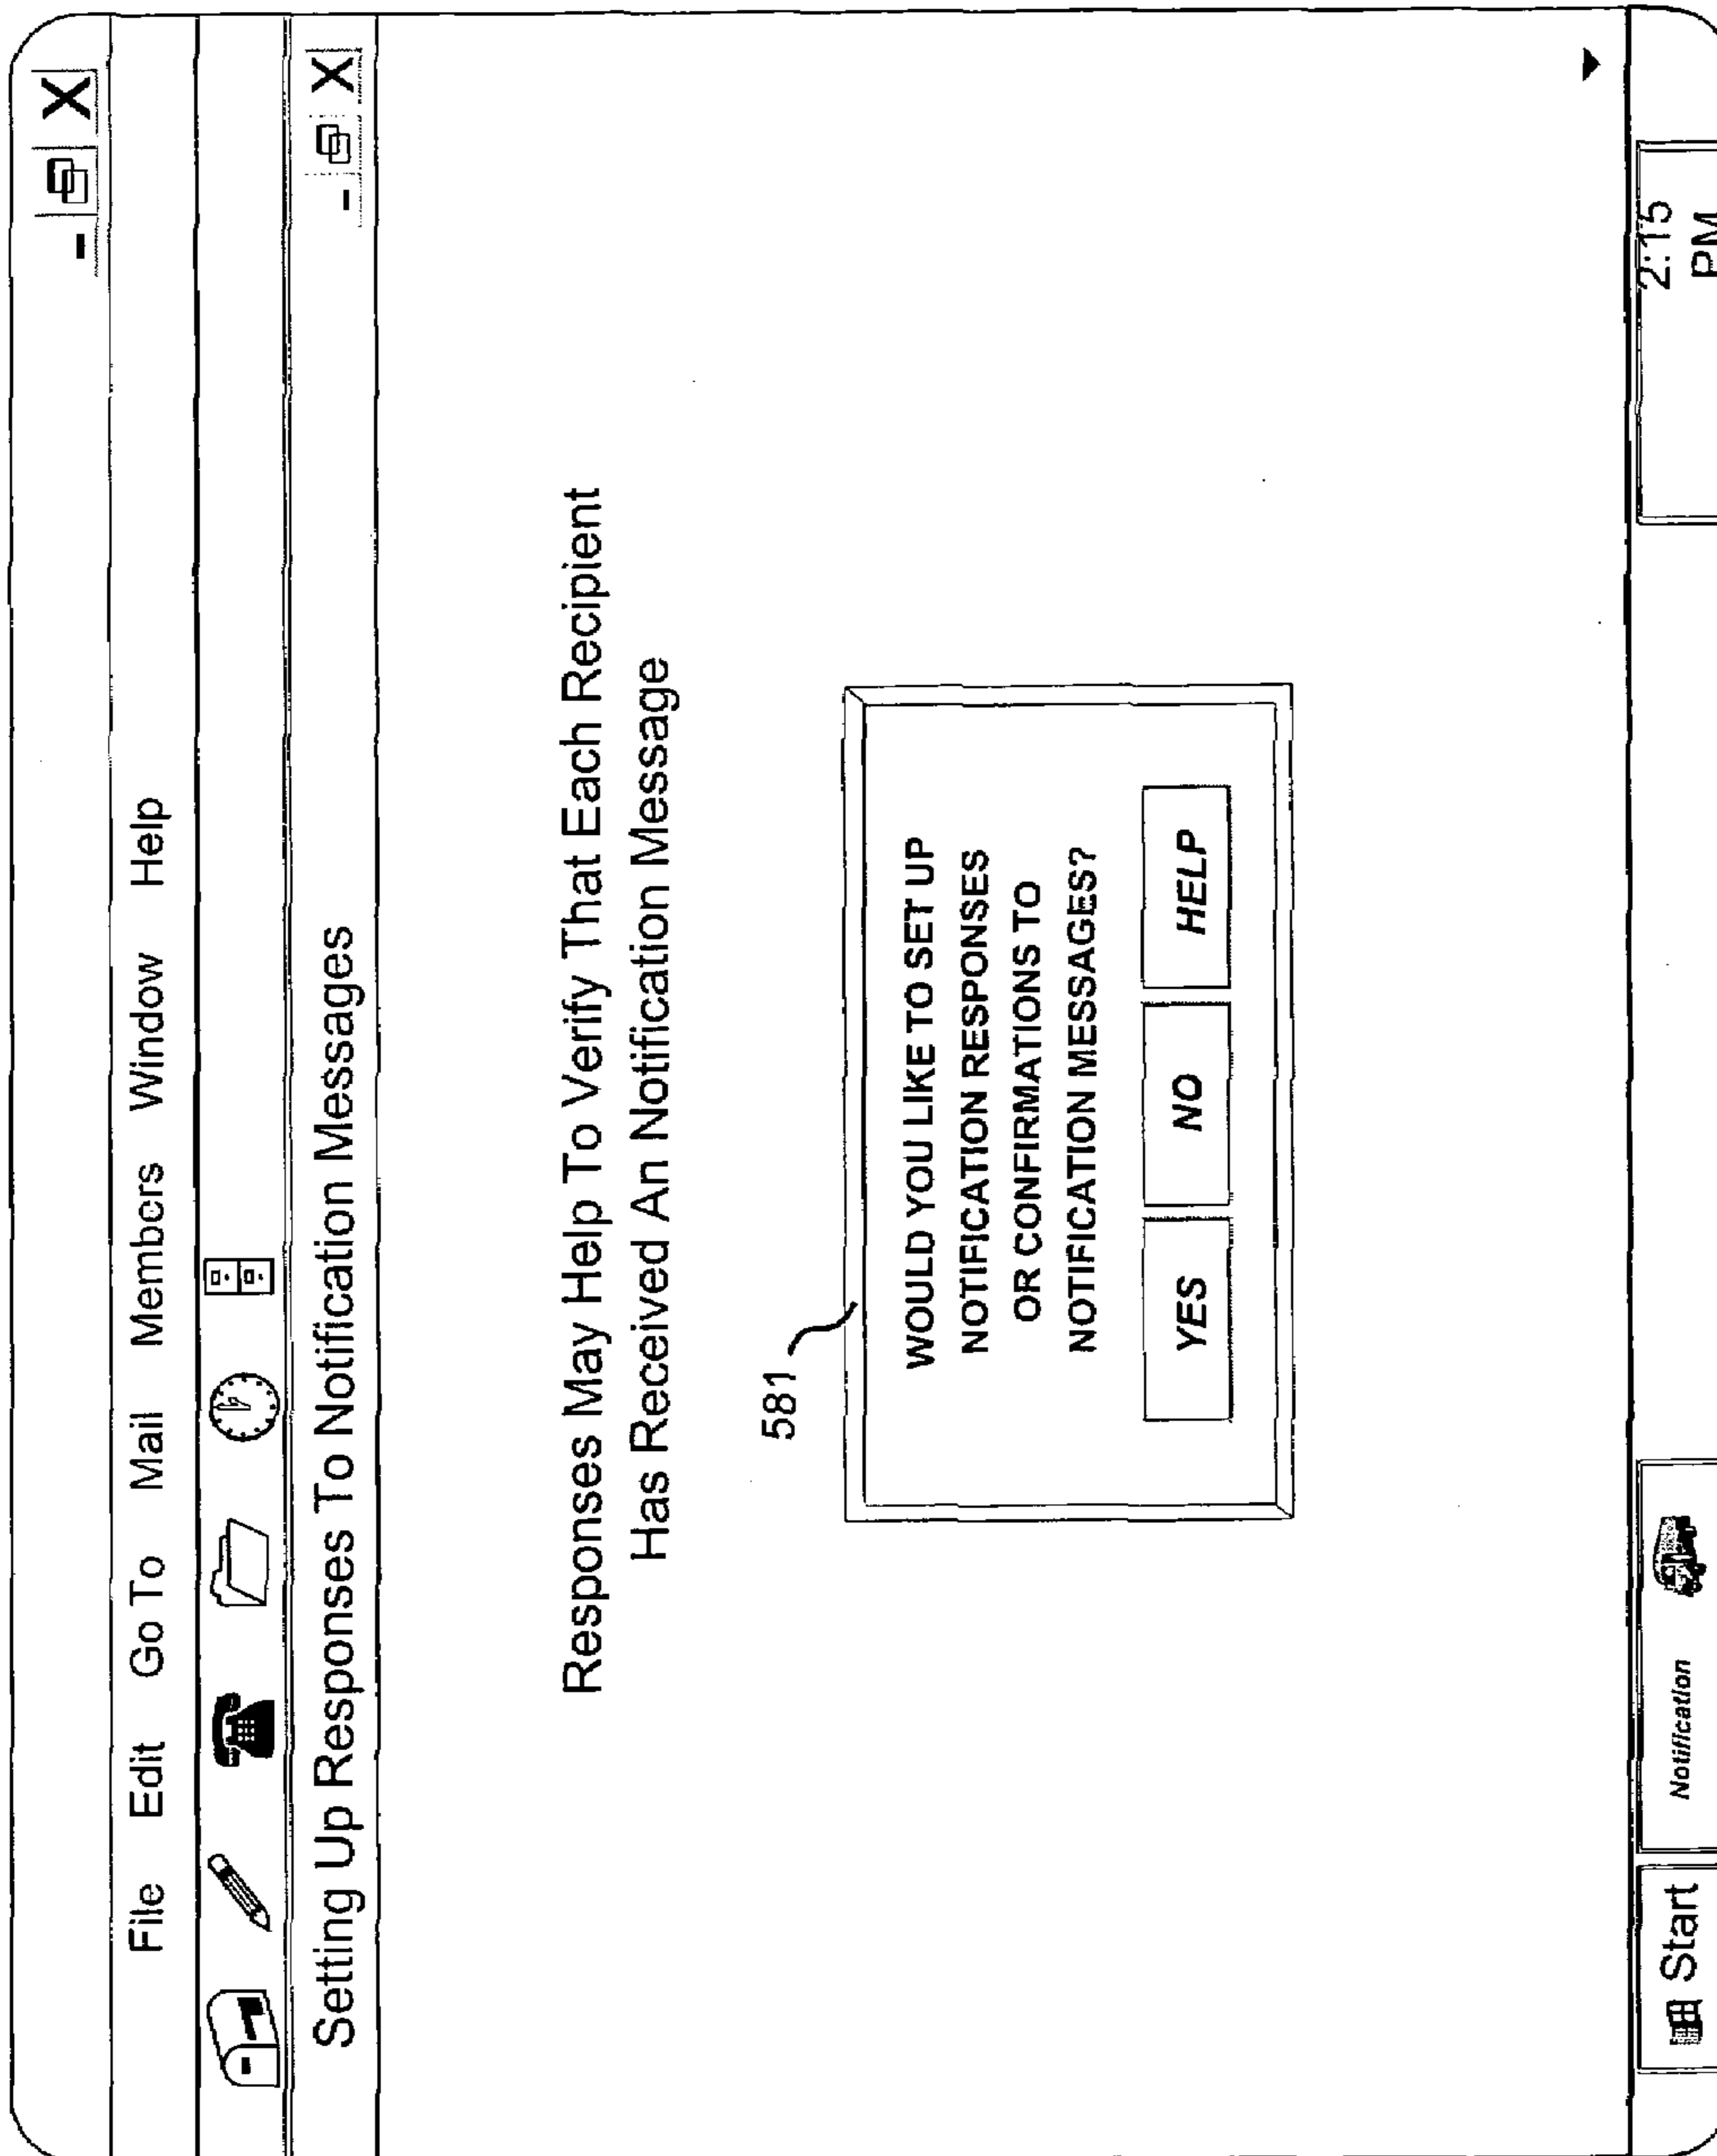 File Edit Go To Mail Members Window Help
Setting Up Responses To Notification Messages
Responses May Help To Verify That Each Recipient
Has Received An Notification Message
581
WOULD YOU LIKE TO SET UP
NOTIFICATION RESPONSES
OR CONFIRMATIONS TO
NOTIFICATION MESSAGES?
YES NO HELP
Start Notification 2:15
PM